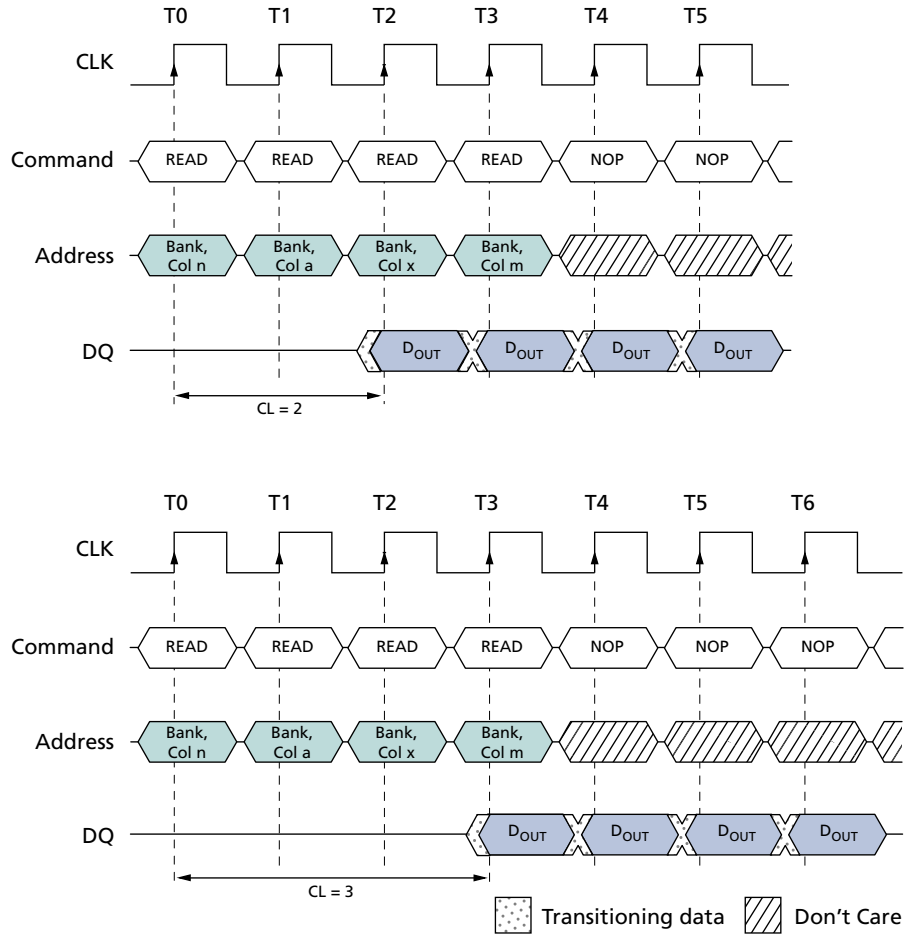 T0 T1 T2 T3 T4 T5
CLK
Command READ READ READ READ NOP NOP
Address Bank, Col n Bank, Col a Bank, Col x Bank, Col m
DQ DOUT DOUT DOUT DOUT
CL = 2
T0 T1 T2 T3 T4 T5 T6
CLK
Command READ READ READ READ NOP NOP NOP
Address Bank, Col n Bank, Col a Bank, Col x Bank, Col m
DQ DOUT DOUT DOUT DOUT
CL = 3
Transitioning data Don't Care